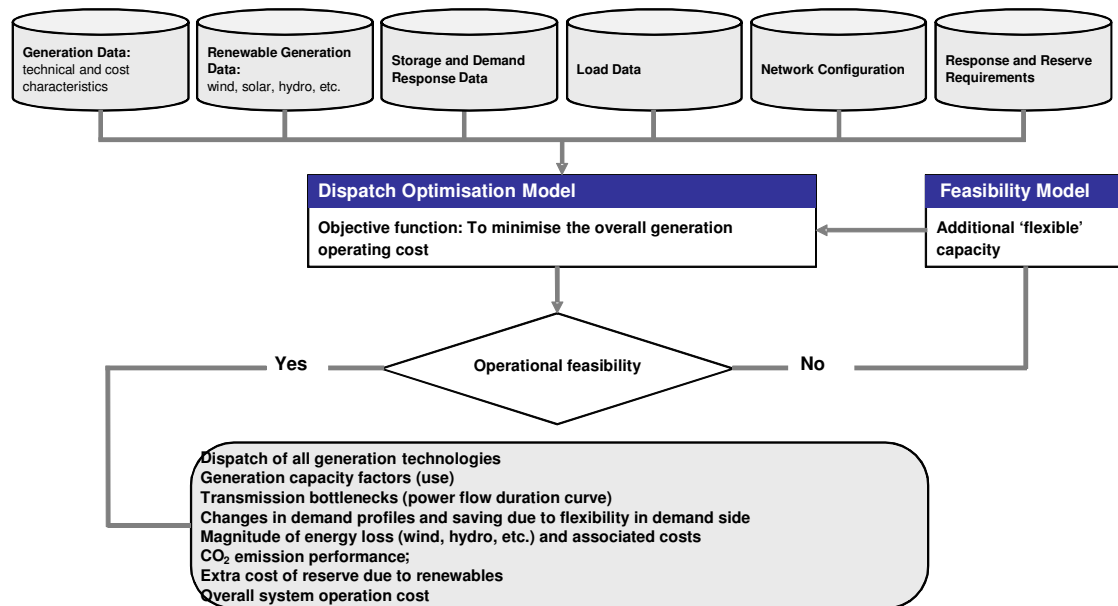 Generation Data:
technical and cost
characteristics
Renewable Generation
Data:
wind, solar, hydro, etc.
Storage and Demand
Response Data
Load Data
Network Configuration
Response and Reserve
Requirements
Dispatch Optimisation Model
Objective function: To minimise the overall generation
operating cost
Feasibility Model
Additional ‘flexible’
capacity
Yes
Operational feasibility
No
Dispatch of all generation technologies
Generation capacity factors (use)
Transmission bottlenecks (power flow duration curve)
Changes in demand profiles and saving due to flexibility in demand side
Magnitude of energy loss (wind, hydro, etc.) and associated costs
CO₂ emission performance;
Extra cost of reserve due to renewables
Overall system operation cost